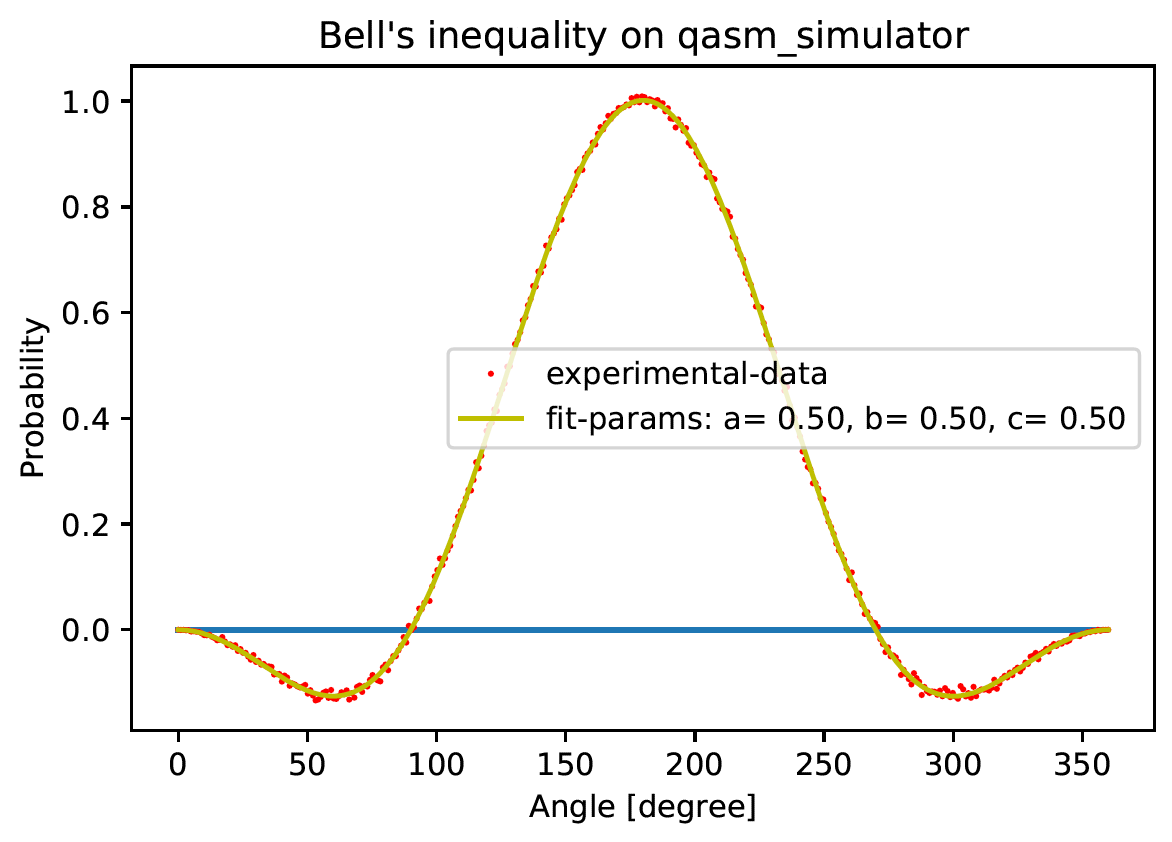 Bell's inequality on qasm_simulator
1.0
0.8
0.6
0.4
0.2
0.0
Probability
experimental-data
fit-params: a= 0.50, b= 0.50, c= 0.50
0 50 100 150 200 250 300 350
Angle [degree]